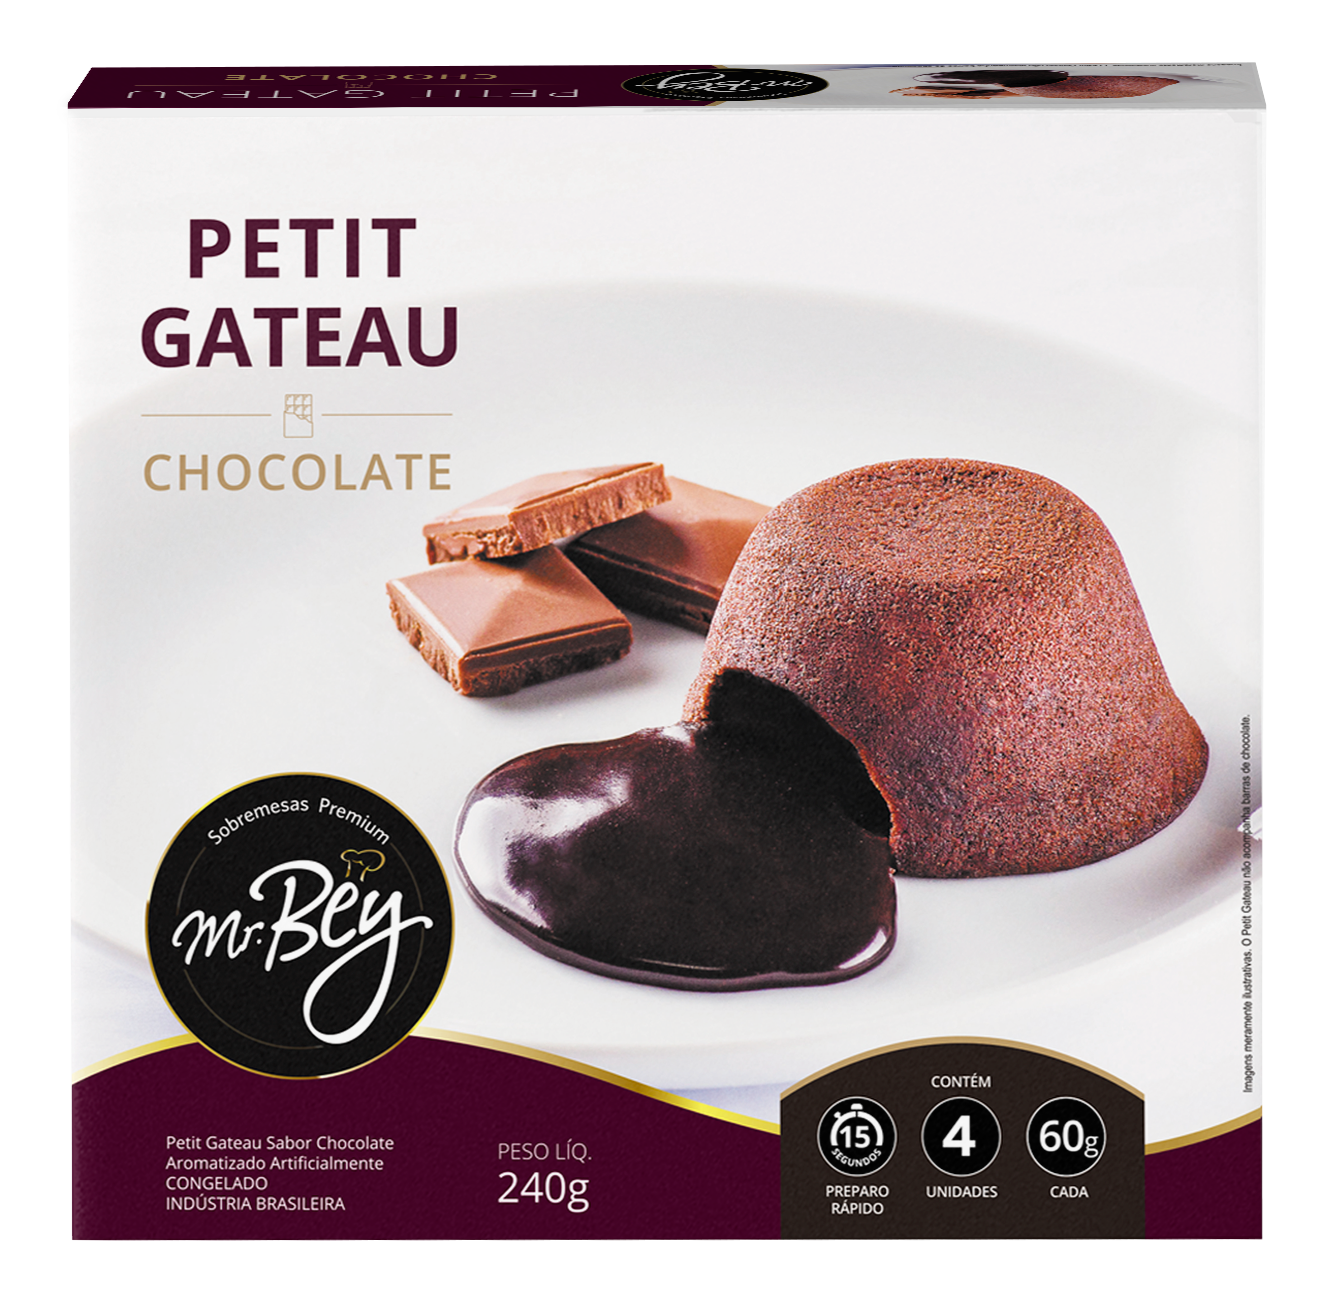 PETIT GATEAU
CHOCOLATE
Mr. Bey
PETIT
GATEAU
CHOCOLATE
Sobremesas Premium
Mr. Bey
Imagens meramente ilustrativas. O Petit Gateau não acompanha barras de chocolate.
Petit Gateau Sabor Chocolate
Aromatizado Artificialmente
CONGELADO
INDÚSTRIA BRASILEIRA
PESO LÍQ.
240g
CONTÉM
15
SEGUNDOS
PREPARO
RÁPIDO
4
UNIDADES
60g
CADA